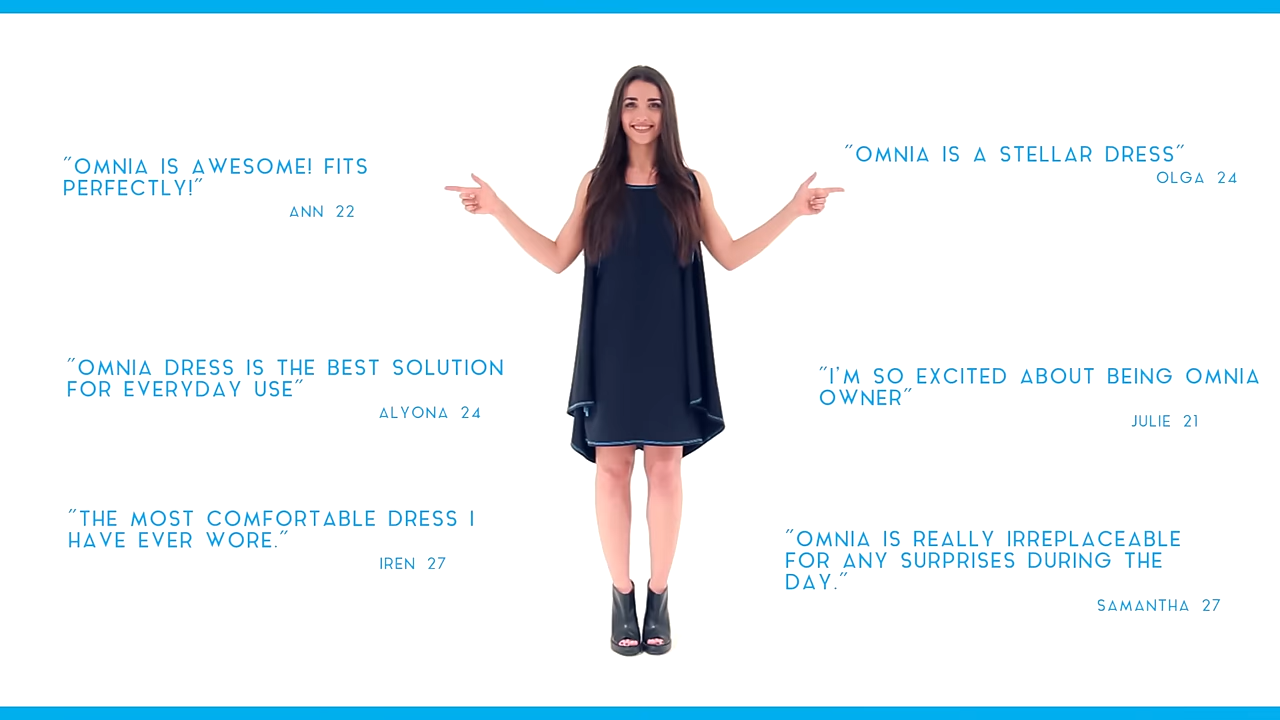 "OMNIA IS AWESOME! FITS
PERFECTLY!"
ANN 22
"OMNIA DRESS IS THE BEST SOLUTION
FOR EVERYDAY USE"
ALYONA 24
"THE MOST COMFORTABLE DRESS I
HAVE EVER WORE."
IREN 27
"OMNIA IS A STELLAR DRESS"
OLGA 24
"I'M SO EXCITED ABOUT BEING OMNIA
OWNER"
JULIE 21
"OMNIA IS REALLY IRREPLACEABLE
FOR ANY SURPRISES DURING THE
DAY."
SAMANTHA 27